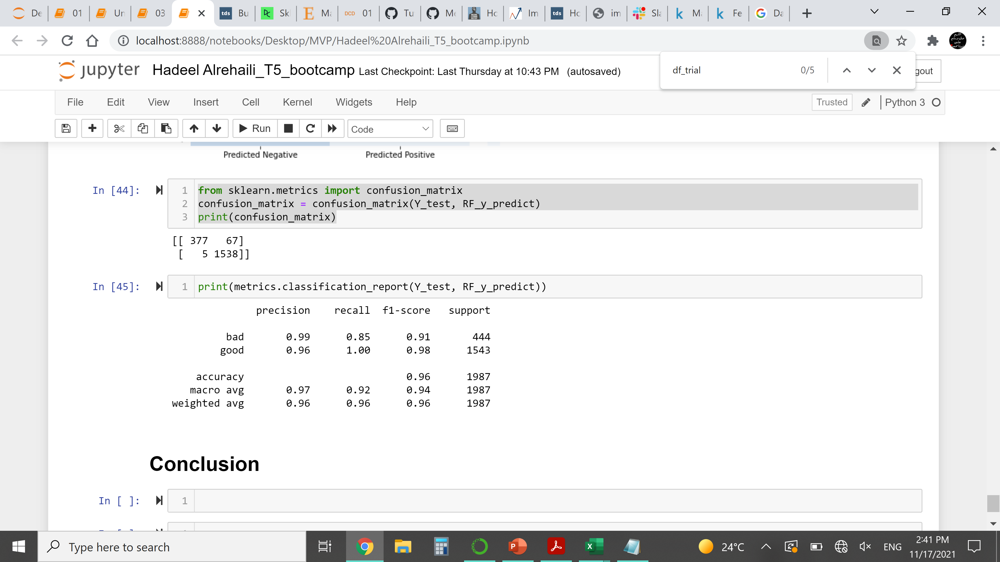 De 01 Un 03 tds Bu DC Sk E Ma DCD 01 Tu Me Ho Im tds Ho im Sla k Ma k Fe G Da
localhost:8888/notebooks/Desktop/MVP/Hadeel%20Alrehaili_T5_bootcamp.ipynb
jupyter Hadeel Alrehaili_T5_bootcamp Last Checkpoint: Last Thursday at 10:43 PM (autosaved)
df_trial 0/5
gout
File Edit View Insert Cell Kernel Widgets Help
Trusted Python 3
Run Code
Predicted Negative Predicted Positive
In [44]:
1 from sklearn.metrics import confusion_matrix
2 confusion_matrix = confusion_matrix(Y_test, RF_y_predict)
3 print(confusion_matrix)
[[ 377 67]
[ 5 1538]]
In [45]:
1 print(metrics.classification_report(Y_test, RF_y_predict))
precision recall f1-score support
bad 0.99 0.85 0.91 444
good 0.96 1.00 0.98 1543
accuracy 0.96 1987
macro avg 0.97 0.92 0.94 1987
weighted avg 0.96 0.96 0.96 1987
Conclusion
In [ ]: 1
Type here to search
P
X
24°C
ENG
2:41 PM
11/17/2021